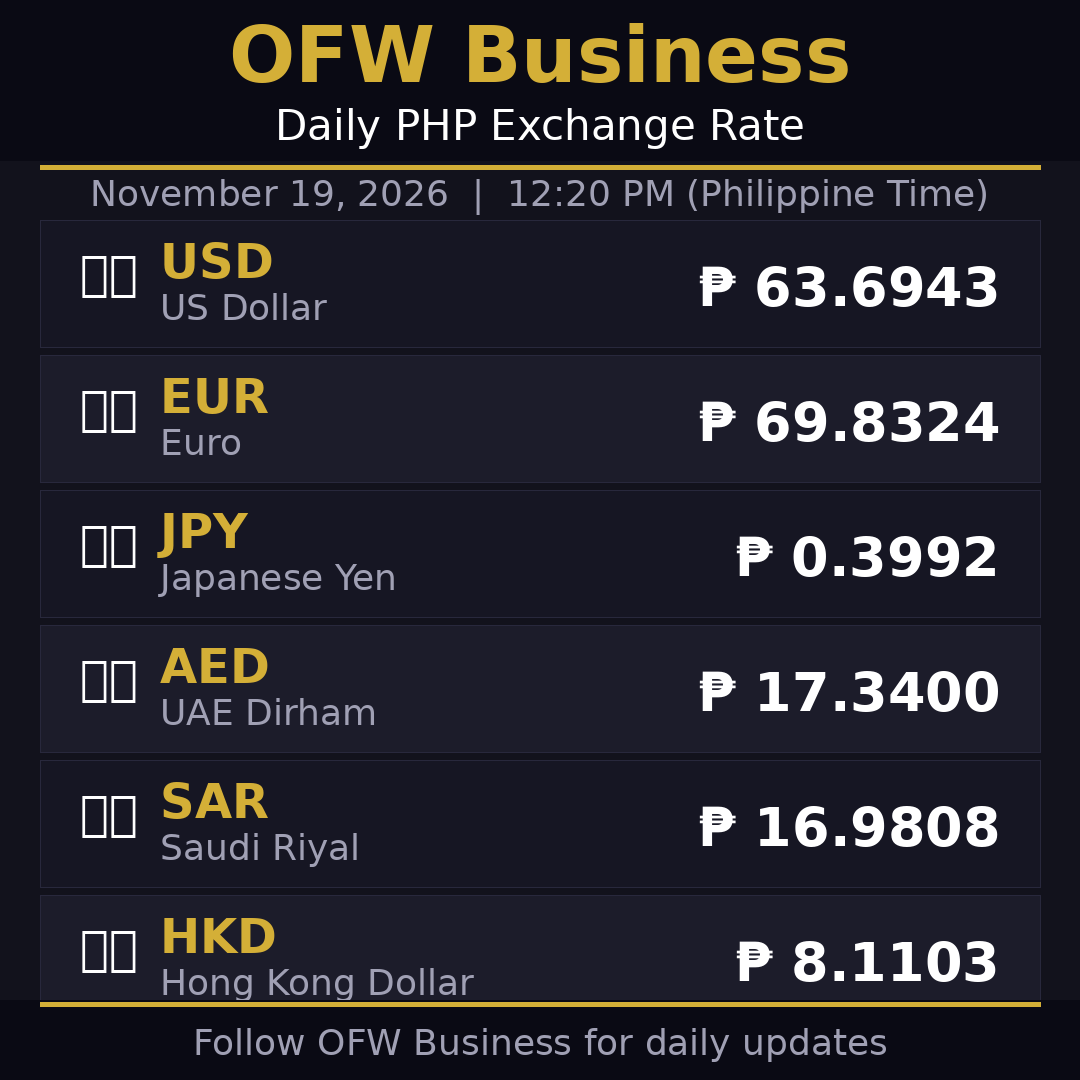 OFW Business
Daily PHP Exchange Rate
November 19, 2026 | 12:20 PM (Philippine Time)
USD
US Dollar
₱ 63.6943
EUR
Euro
₱ 69.8324
JPY
Japanese Yen
₱ 0.3992
AED
UAE Dirham
₱ 17.3400
SAR
Saudi Riyal
₱ 16.9808
HKD
Hong Kong Dollar
₱ 8.1103
Follow OFW Business for daily updates